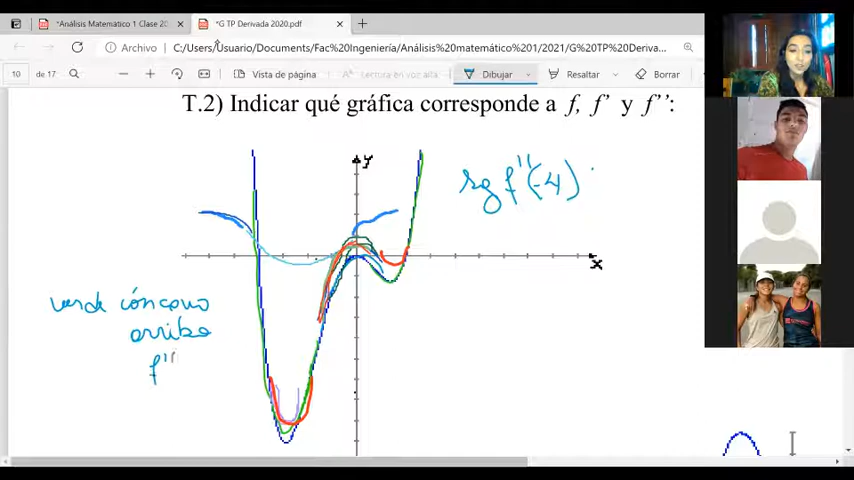 *Análisis Matemático 1 Clase 20
*G TP Derivada 2020.pdf
Archivo
C:/Users/Usuario/Documents/Fac%20Ingeniería/Análisis%20matemático%201/2021/G%20TP%20Deriva...
10
de 17
Vista de página
Lectura en voz alta
Dibujar
Resaltar
Borrar
T.2) Indicar qué gráfica corresponde a f, f' y f'':
y
sg f''(-4)
x
verde cóncavo
arriba
f''